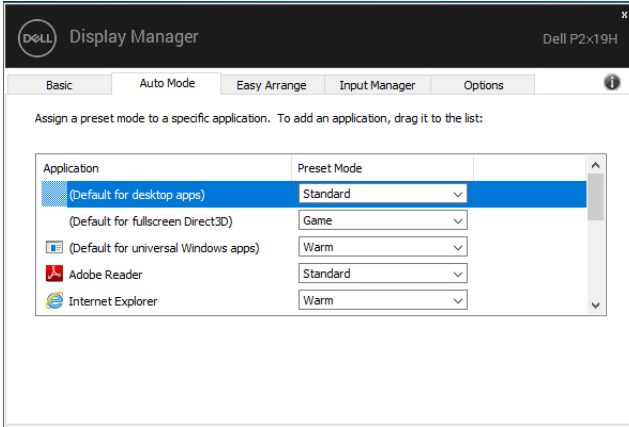 x
DELL Display Manager Dell P2x19H
Basic Auto Mode Easy Arrange Input Manager Options
Assign a preset mode to a specific application. To add an application, drag it to the list:
Application Preset Mode
(Default for desktop apps) Standard
(Default for fullscreen Direct3D) Game
(Default for universal Windows apps) Warm
Adobe Reader Standard
Internet Explorer Warm